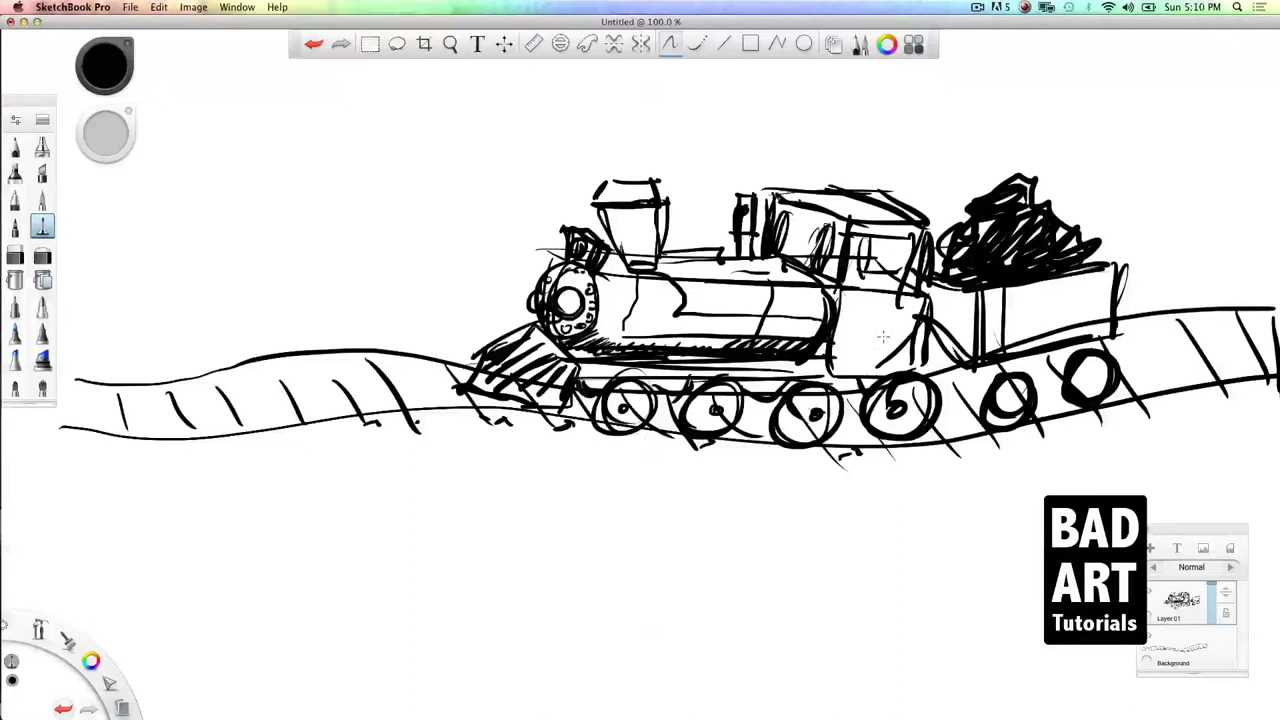 SketchBook Pro File Edit Image Window Help
A 5
Sun 5:10 PM
Untitled @ 100.0 %
T
T
Normal
Layer 01
Background
BAD
ART
Tutorials